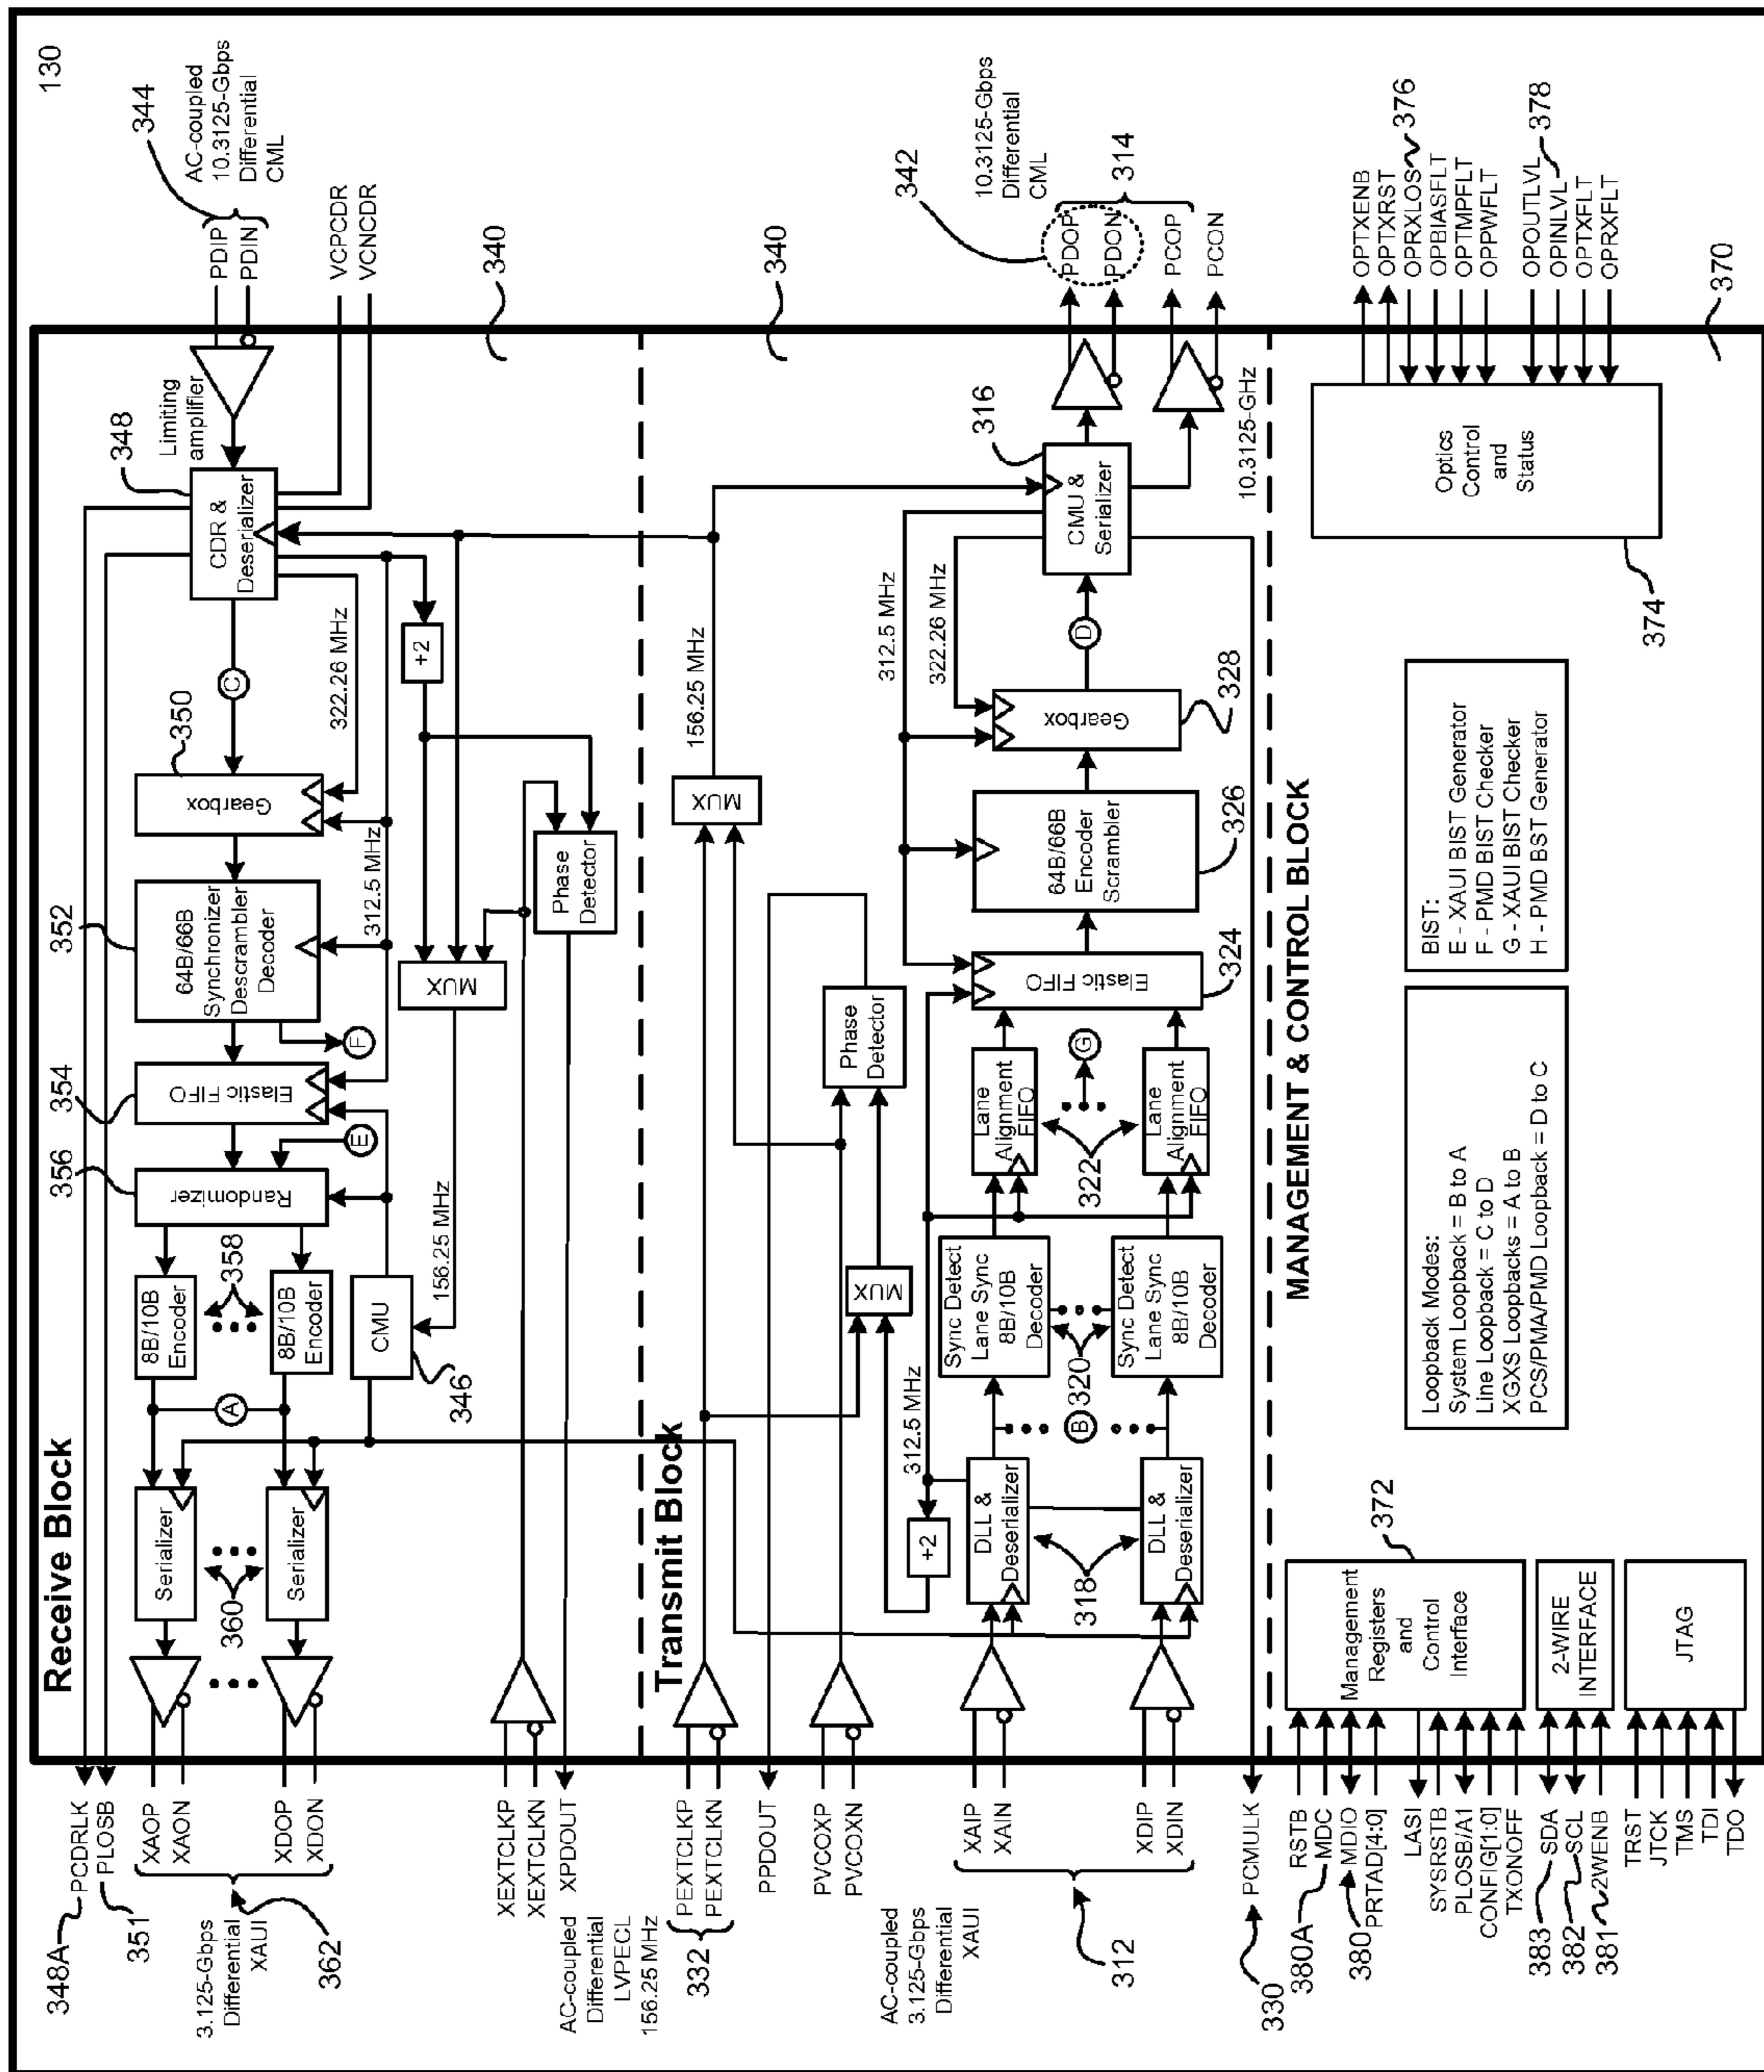 130
Receive Block
348A
PCDRLK
351
PLOSB
XAOP
XAON
XDOP
XDON
3.125-Gbps
Differential
XAUI
362
XEXTCLKP
XEXTCLKN
XPDOUT
AC-coupled
Differential
LVPECL
156.25 MHz
Serializer
Serializer
360
A
8B/10B
Encoder
8B/10B
Encoder
358
CMU
346
356
Randomizer
E
354
Elastic FIFO
F
352
64B/66B
Synchronizer
Descrambler
Decoder
312.5 MHz
350
Gearbox
322.26 MHz
C
348
CDR &
Deserializer
Limiting
amplifier
344
AC-coupled
10.3125-Gbps
Differential
CML
PDIP
PDIN
VCPCDR
VCNCDR
÷2
MUX
156.25 MHz
Phase
Detector
340
Transmit Block
340
PEXTCLKP
PEXTCLKN
332
PPDOUT
PVCOXP
PVCOXN
AC-coupled
3.125-Gbps
Differential
XAUI
XAIP
XAIN
XDIP
XDIN
312
330
PCMULK
MUX
156.25 MHz
Phase
Detector
MUX
312.5 MHz
÷2
DLL &
Deserializer
DLL &
Deserializer
318
B
Sync Detect
Lane Sync
8B/10B
Decoder
Sync Detect
Lane Sync
8B/10B
Decoder
320
Lane
Alignment
FIFO
Lane
Alignment
FIFO
322
G
Elastic FIFO
324
64B/66B
Encoder
Scrambler
326
Gearbox
328
312.5 MHz
322.26 MHz
D
CMU &
Serializer
316
10.3125-GHz
342
PDOP
PDON
PCOP
PCON
314
10.3125-Gbps
Differential
CML
MANAGEMENT & CONTROL BLOCK
RSTB
380A
MDC
380
MDIO
PRTAD[4:0]
LASI
SYSRSTB
PLOSB/A1
CONFIG[1:0]
TXONOFF
383
SDA
382
SCL
381
2WENB
TRST
JTCK
TMS
TDI
TDO
Management
Registers
and
Control
Interface
372
2-WIRE
INTERFACE
JTAG
Loopback Modes:
System Loopback = B to A
Line Loopback = C to D
XGXS Loopbacks = A to B
PCS/PMA/PMD Loopback = D to C
BIST:
E - XAUI BIST Generator
F - PMD BIST Checker
G - XAUI BIST Checker
H - PMD BST Generator
Optics
Control
and
Status
374
OPTXENB
OPTXRST
OPRXLOS
376
OPBIASFLT
OPTMPFLT
OPPWFLT
OPOUTLVL
OPINLVL
378
OPTXFLT
OPRXFLT
370